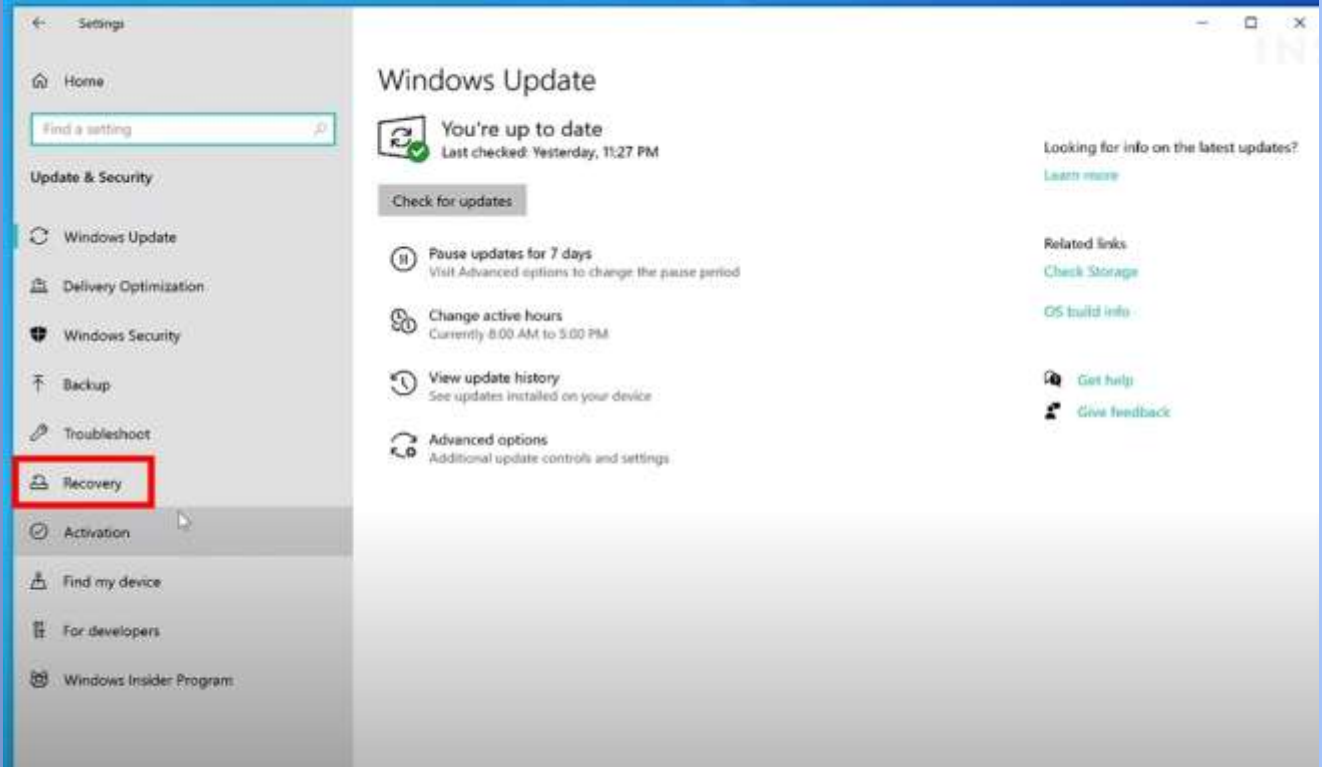 Settings
Home
Find a setting
Update & Security
Windows Update
Delivery Optimization
Windows Security
Backup
Troubleshoot
Recovery
Activation
Find my device
For developers
Windows Insider Program
Windows Update
You're up to date
Last checked: Yesterday, 11:27 PM
Check for updates
Pause updates for 7 days
Visit Advanced options to change the pause period
Change active hours
Currently 8:00 AM to 5:00 PM
View update history
See updates installed on your device
Advanced options
Additional update controls and settings
Looking for info on the latest updates?
Learn more
Related links
Check Storage
OS build info
Get help
Give feedback